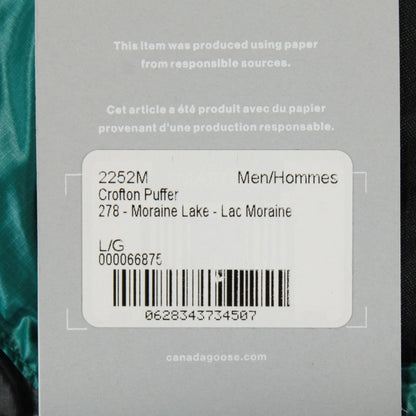 This item was produced using paper
from responsible sources.
Cet article a été produit avec du papier
provenant d'une production responsable.
2252M Men/Hommes
Crofton Puffer
278 - Moraine Lake - Lac Moraine
L/G
000066875
0628343734507
canadagoose.com